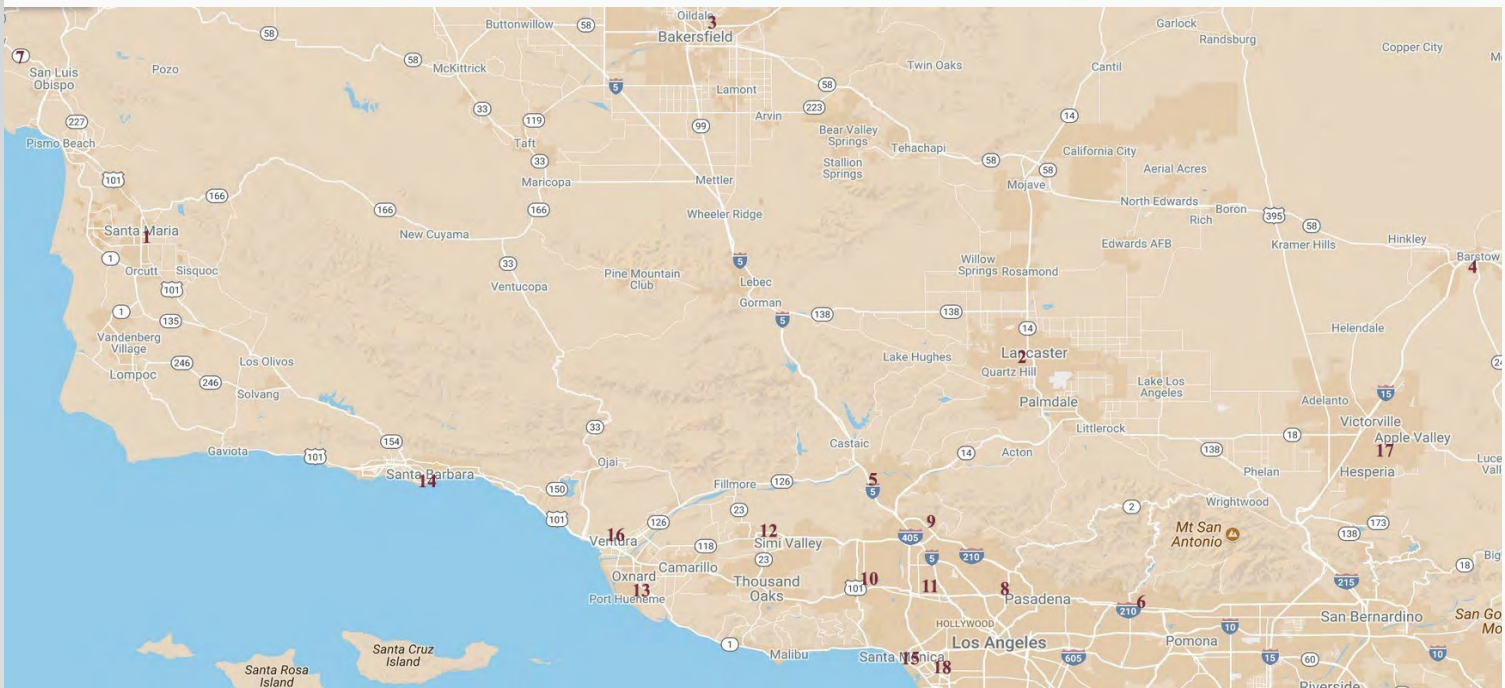 Oildale
3
Bakersfield
Buttonwillow
58
58
Garlock
Randsburg
Copper City
7
San Luis
Obispo
Pozo
58
McKittrick
58
Twin Oaks
Cantil
5
Lamont
33
119
99
Arvin
223
14
227
Pismo Beach
Taft
33
Bear Valley
Springs
Tehachapi
58
California City
Stallion
Springs
58
Aerial Acres
101
166
Maricopa
Mettler
Mojave
166
166
Wheeler Ridge
North Edwards
Boron
Rich
395
58
Santa Maria
1
New Cuyama
Edwards AFB
Kramer Hills
Hinkley
1
Orcutt
Sisquoc
33
5
Willow
Springs
Rosamond
Barstow
4
101
Ventucopa
Pine Mountain
Club
Lebec
Gorman
1
135
5
138
138
14
Helendale
Vandenberg
Village
246
Los Olivos
Lake Hughes
Lancaster
2
Quartz Hill
Lompoc
246
Solvang
Lake Los
Angeles
15
Palmdale
Adelanto
Victorville
33
Littlerock
18
Apple Valley
17
154
Castaic
14
Acton
138
Gaviota
101
Ojai
Phelan
Hesperia
Santa Barbara
14
150
Fillmore
126
5
5
Wrightwood
101
126
23
2
173
16
Ventura
118
12
Simi Valley
9
405
Mt San
Antonio
138
23
5
210
18
Oxnard
Camarillo
Thousand
Oaks
10
101
11
8
Pasadena
6
210
215
13
Port Hueneme
San Bernardino
HOLLYWOOD
10
1
Los Angeles
Pomona
Malibu
Santa Monica
15
18
605
15
60
10
Santa Cruz
Island
Santa Rosa
Island
Riverside